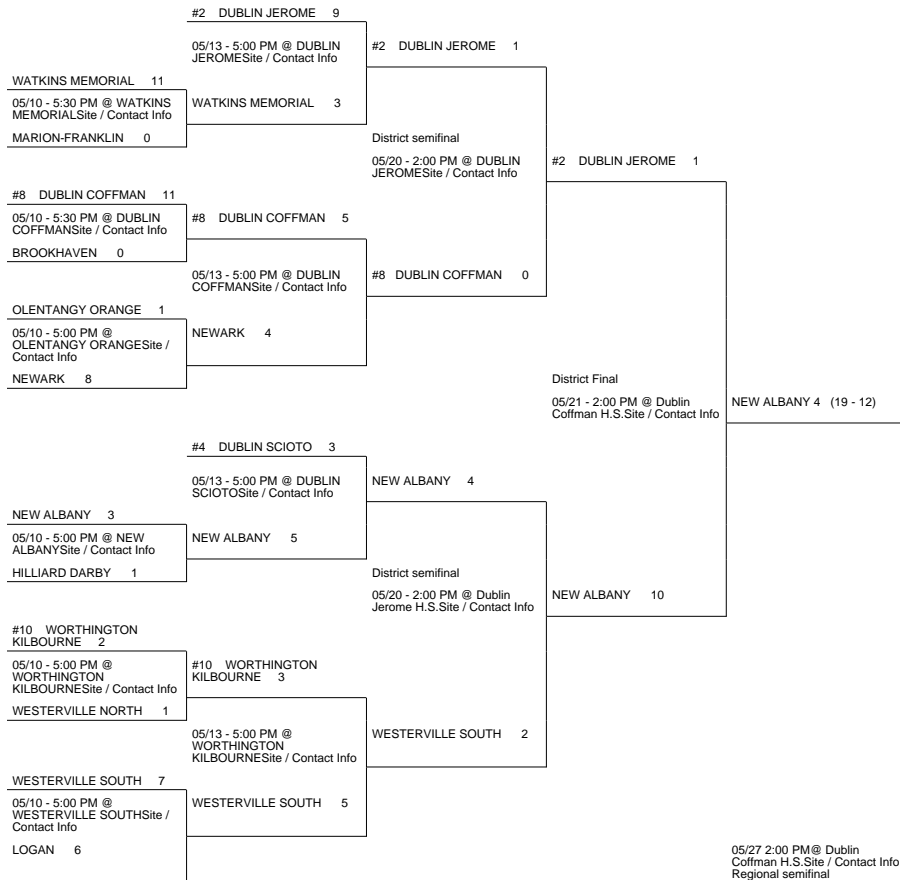 #2 DUBLIN JEROME 9
05/13 - 5:00 PM @ DUBLIN
JEROMESite / Contact Info
#2 DUBLIN JEROME 1
WATKINS MEMORIAL 11
05/10 - 5:30 PM @ WATKINS
MEMORIALSite / Contact Info
WATKINS MEMORIAL 3
MARION-FRANKLIN 0
District semifinal
05/20 - 2:00 PM @ DUBLIN
JEROMESite / Contact Info
#2 DUBLIN JEROME 1
#8 DUBLIN COFFMAN 11
05/10 - 5:30 PM @ DUBLIN
COFFMANSite / Contact Info
#8 DUBLIN COFFMAN 5
BROOKHAVEN 0
05/13 - 5:00 PM @ DUBLIN
COFFMANSite / Contact Info
#8 DUBLIN COFFMAN 0
OLENTANGY ORANGE 1
05/10 - 5:00 PM @
OLENTANGY ORANGESite /
Contact Info
NEWARK 4
NEWARK 8
District Final
05/21 - 2:00 PM @ Dublin
Coffman H.S.Site / Contact Info
NEW ALBANY 4 (19 - 12)
#4 DUBLIN SCIOTO 3
05/13 - 5:00 PM @ DUBLIN
SCIOTOSite / Contact Info
NEW ALBANY 4
NEW ALBANY 3
05/10 - 5:00 PM @ NEW
ALBANYSite / Contact Info
NEW ALBANY 5
HILLIARD DARBY 1
District semifinal
05/20 - 2:00 PM @ Dublin
Jerome H.S.Site / Contact Info
NEW ALBANY 10
#10 WORTHINGTON
KILBOURNE 2
05/10 - 5:00 PM @
WORTHINGTON
KILBOURNESite / Contact Info
#10 WORTHINGTON
KILBOURNE 3
WESTERVILLE NORTH 1
05/13 - 5:00 PM @
WORTHINGTON
KILBOURNESite / Contact Info
WESTERVILLE SOUTH 2
WESTERVILLE SOUTH 7
05/10 - 5:00 PM @
WESTERVILLE SOUTHSite /
Contact Info
WESTERVILLE SOUTH 5
LOGAN 6
05/27 2:00 PM@ Dublin
Coffman H.S.Site / Contact Info
Regional semifinal